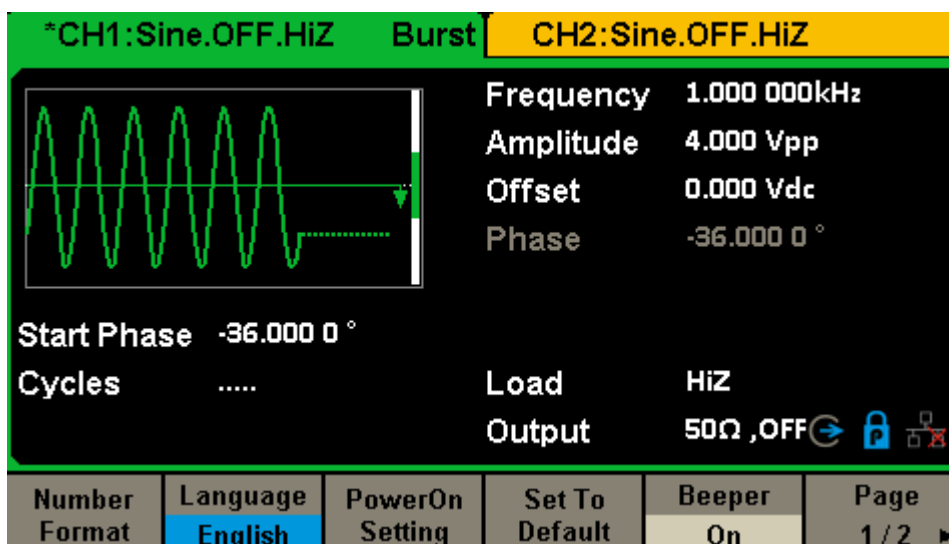 *CH1:Sine.OFF.HiZ Burst CH2:Sine.OFF.HiZ
Frequency 1.000 000kHz
Amplitude 4.000 Vpp
Offset 0.000 Vdc
Phase -36.000 0 °
Start Phase -36.000 0 °
Cycles .....
Load HiZ
Output 50Ω ,OFF P
Number Format
Language English
PowerOn Setting
Set To Default
Beeper On
Page 1/2